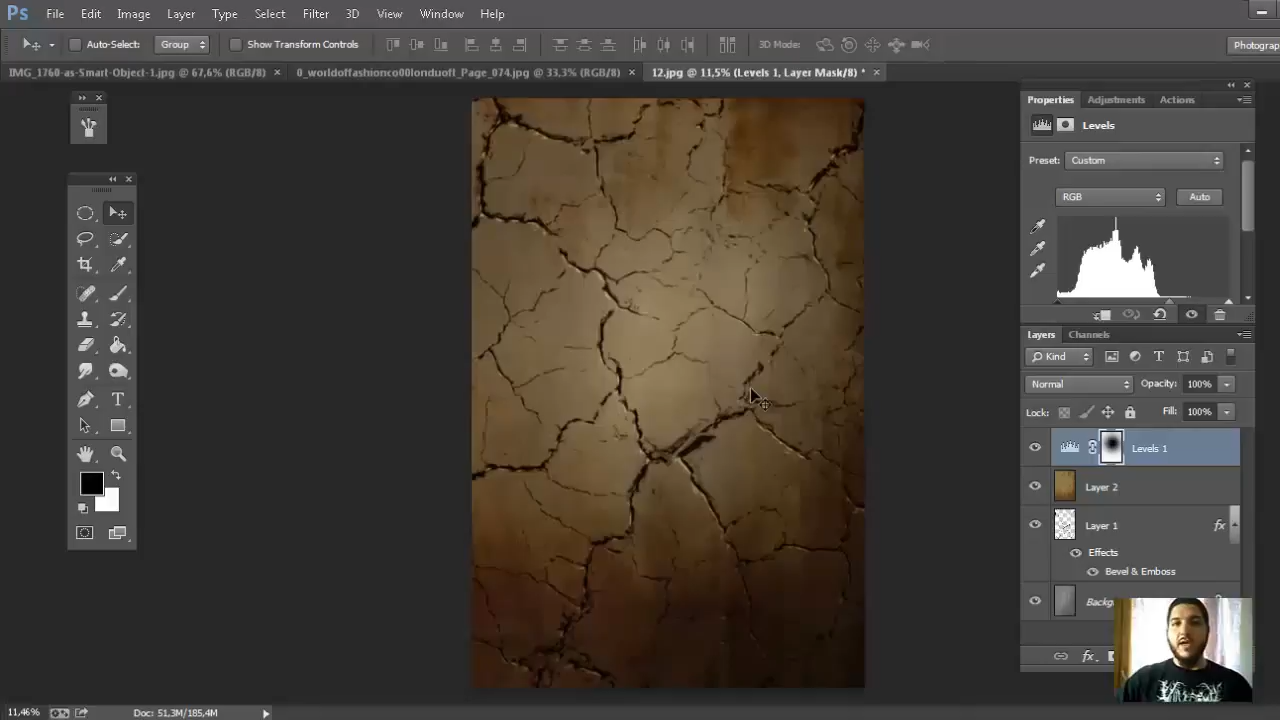 Ps File Edit Image Layer Type Select Filter 3D View Window Help
Auto-Select: Group Show Transform Controls 3D Mode: Photograp
IMG_1760-as-Smart-Object-1.jpg @ 67,6% (RGB/8) × 0_worldoffashionco00londuoft_Page_074.jpg @ 33,3% (RGB/8) × 12.jpg @ 11,5% (Levels 1, Layer Mask/8) * ×
Properties Adjustments Actions
Levels
Preset: Custom
RGB Auto
Layers Channels
Kind
Normal Opacity: 100%
Lock: Fill: 100%
Levels 1
Layer 2
Layer 1 fx
Effects
Bevel & Emboss
Backg
fx
11,46% Doc: 51,3M/185,4M